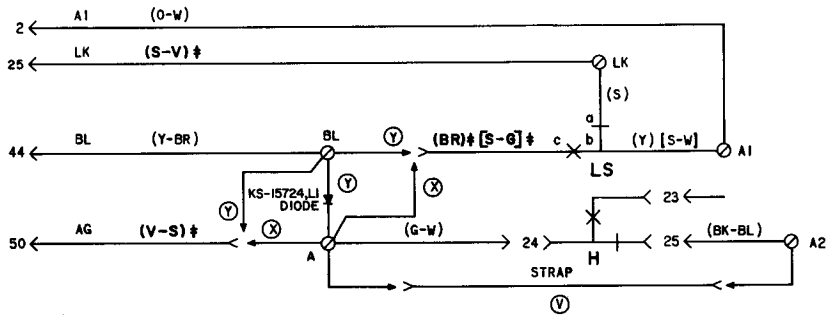 A1 (O-W)
2
LK (S-V)‡
25
LK
(S)
a
BL (Y-BR) BL Ⓨ (BR)‡[S-G]‡ c b (Y) [S-W]
44
A1
LS
KS-15724,L1
DIODE
Ⓨ
Ⓨ
Ⓧ
23
AG (V-S)‡ Ⓧ (G-W) 24 25 (BK-BL)
50
A
H
A2
STRAP
Ⓥ